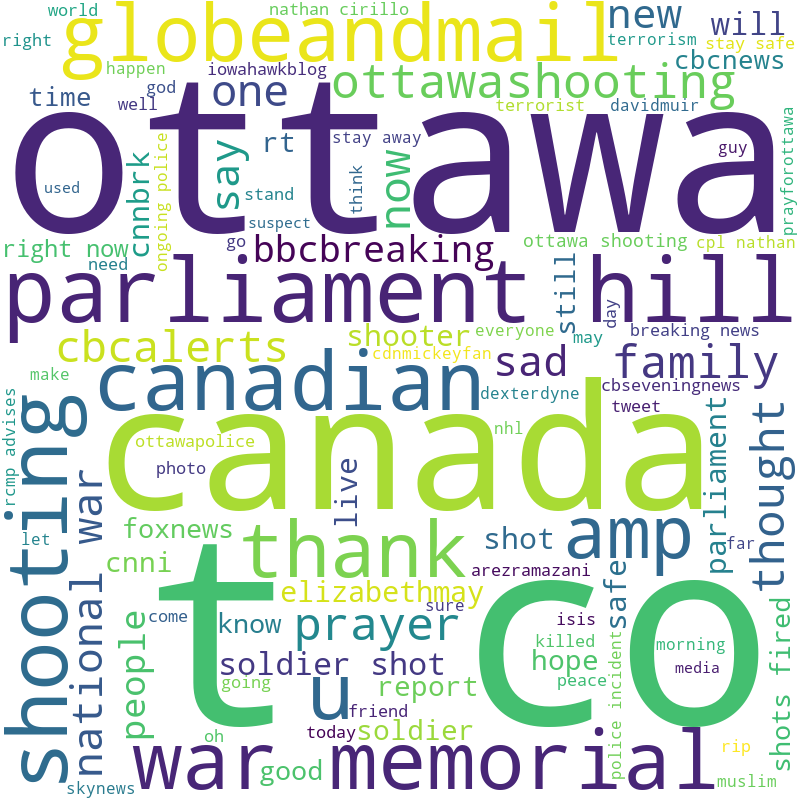 world
nathan cirillo
new
will
right
globeandmail
terrorism
stay safe
happen
iowahawkblog
cbcnews
time
god
one
ottawashooting
well
terrorist
davidmuir
ottawa
cnnbrk
ongoing police
say
rt
stay away
now
guy
prayforottawa
used
stand
think
suspect
right now
need
go
bbcbreaking
ottawa shooting
cpl nathan
parliament hill
still
day
may
breaking news
cbcalerts
shooter
everyone
cdnmickeyfan
sad
family
make
canadian
dexterdyne
cbseveningnews
tweet
rcmp advises
shooting
national war
canada
nhl
parliament
thought
ottawapolice
photo
live
foxnews
thank
shot
amp
let
cnni
far
arezramazani
t co
elizabethmay
safe
come
know
prayer
sure
isis
killed
police incident
morning
people
soldier shot
hope
peace
media
shots fired
going
u
report
friend
oh
today
soldier
war memorial
rip
good
skynews
muslim